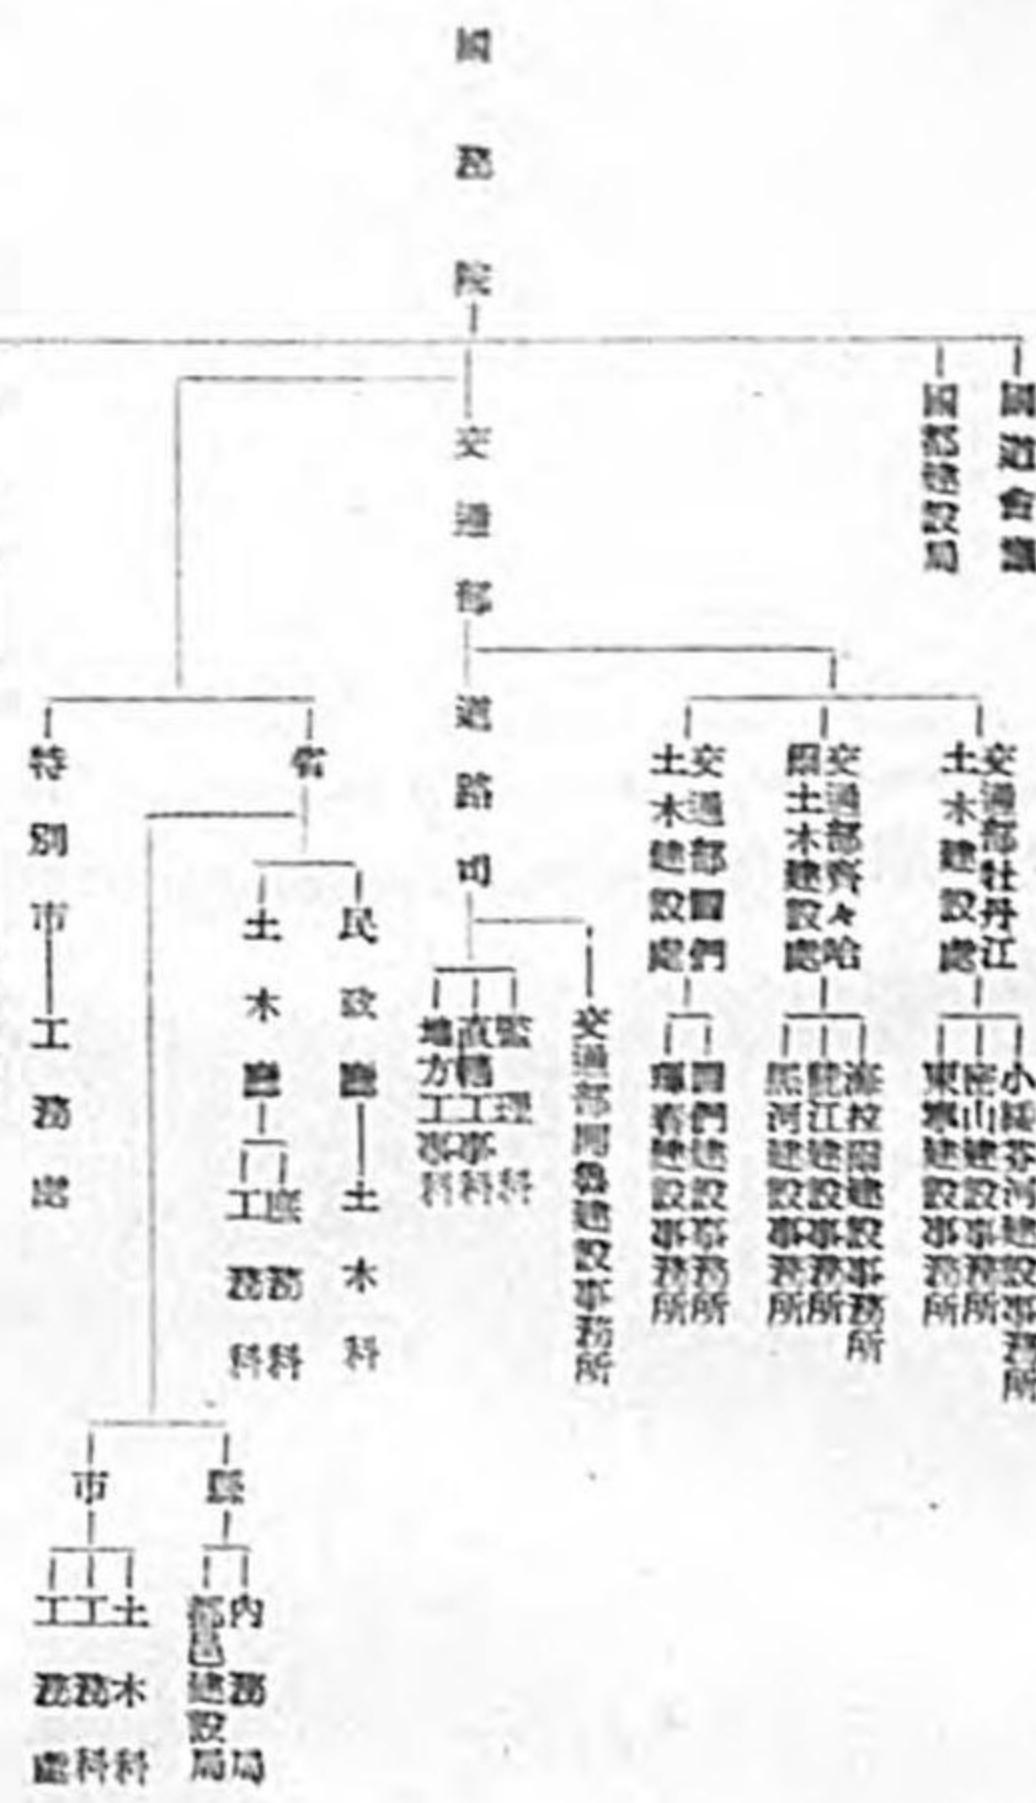 國務院
國道會議
國都建設局
交通部
道路司
交通部牡丹江
土木建設處
小綏芬河建設事務所
密山建設事務所
東寧建設事務所
交通部齊々哈
爾土木建設處
海拉爾建設事務所
龍江建設事務所
黑河建設事務所
交通部圖們
土木建設處
圖們建設事務所
琿春建設事務所
交通部開魯建設事務所
監理科
直轄工事科
地方工事科
省
民政廳
土木科
土木廳
庶務科
工務科
縣
內務局
都邑建設局
市
土木科
工務科
工務處
特別市
工務處